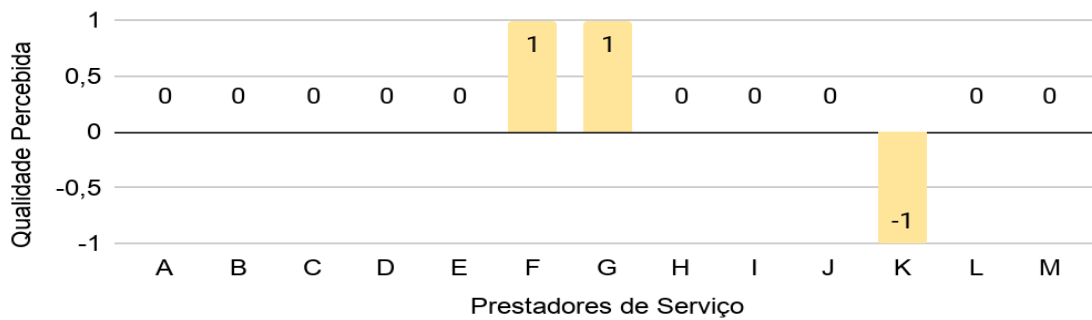 Qualidade Percebida
1
0,5
0
-0,5
-1
0 0 0 0 0 1 1 0 0 0 -1 0 0
A B C D E F G H I J K L M
Prestadores de Serviço